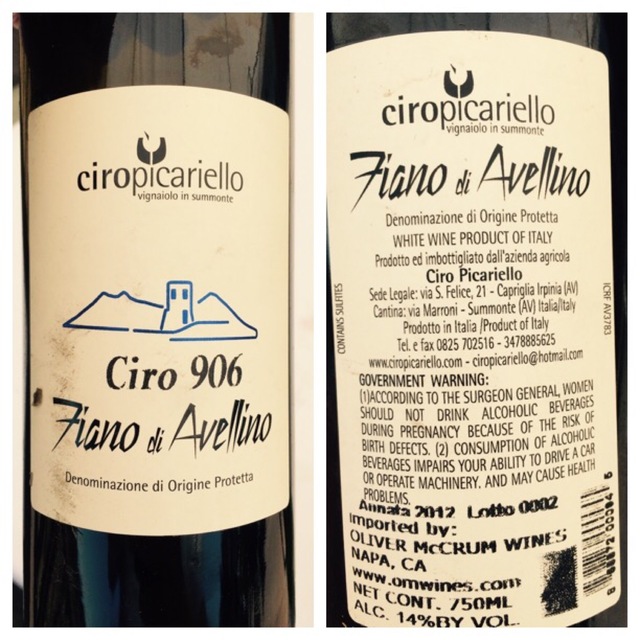 ciropicariello
vignaiolo in summonte
Ciro 906
Fiano di Avellino
Denominazione di Origine Protetta
ciropicariello
vignaiolo in summonte
Fiano di Avellino
Denominazione di Origine Protetta
WHITE WINE PRODUCT OF ITALY
Prodotto ed imbottigliato dall'azienda agricola
Ciro Picariello
Sede Legale: via S. Felice, 21 - Capriglia Irpinia (AV)
Cantina: via Marroni - Summonte (AV) Italia/Italy
Prodotto in Italia /Product of Italy
Tel. e fax 0825 702516 - 3478885625
www.ciropicariello.com - ciropicariello@hotmail.com
CONTAINS SULFITES
ICRF AV3783
GOVERNMENT WARNING:
(1)ACCORDING TO THE SURGEON GENERAL, WOMEN
SHOULD NOT DRINK ALCOHOLIC BEVERAGES
DURING PREGNANCY BECAUSE OF THE RISK OF
BIRTH DEFECTS. (2) CONSUMPTION OF ALCOHOLIC
BEVERAGES IMPAIRS YOUR ABILITY TO DRIVE A CAR
OR OPERATE MACHINERY. AND MAY CAUSE HEALTH
PROBLEMS.
Annata 2012 Lotto 0002
Imported by:
OLIVER McCRUM WINES
NAPA, CA
www.omwines.com
NET CONT. 750ML
ALC. 14%BY VOL.